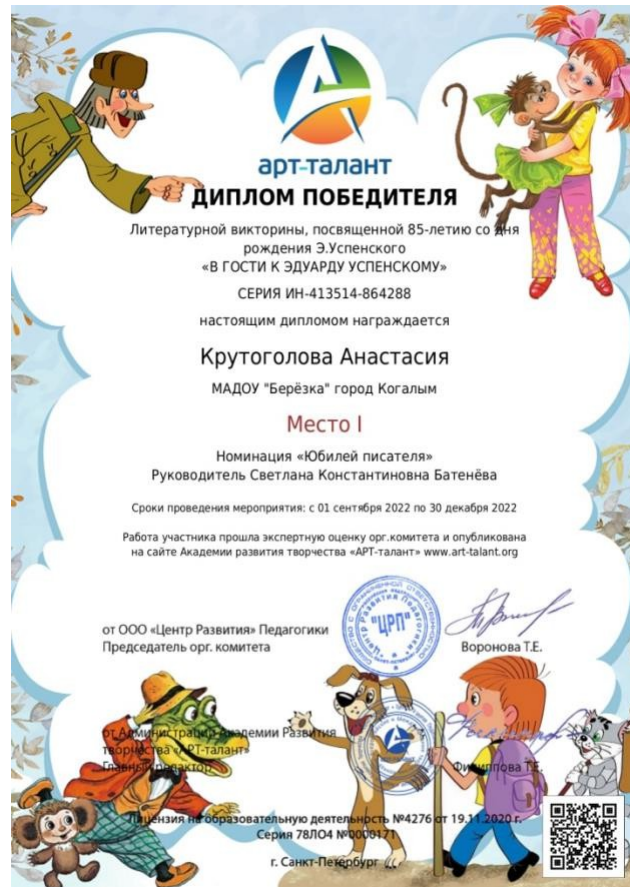 арт-талант
ДИПЛОМ ПОБЕДИТЕЛЯ
Литературной викторины, посвященной 85-летию со дня
рождения Э.Успенского
«В ГОСТИ К ЭДУАРДУ УСПЕНСКОМУ»
СЕРИЯ ИН-413514-864288
настоящим дипломом награждается
Крутоголова Анастасия
МАДОУ "Берёзка" город Когалым
Место I
Номинация «Юбилей писателя»
Руководитель Светлана Константиновна Батенёва
Сроки проведения мероприятия: с 01 сентября 2022 по 30 декабря 2022
Работа участника прошла экспертную оценку орг.комитета и опубликована
на сайте Академии развития творчества «АРТ-талант» www.art-talant.org
от ООО «Центр Развития» Педагогики
Председатель орг. комитета
"ЦРП"
Воронова Т.Е.
от Администрации Академии Развития
творчества «АРТ-талант»
Главный редактор
Филиппова Т.Е.
Лицензия на образовательную деятельность №4276 от 19.11.2020 г.
Серия 78ЛО4 №0000171
г. Санкт-Петербург